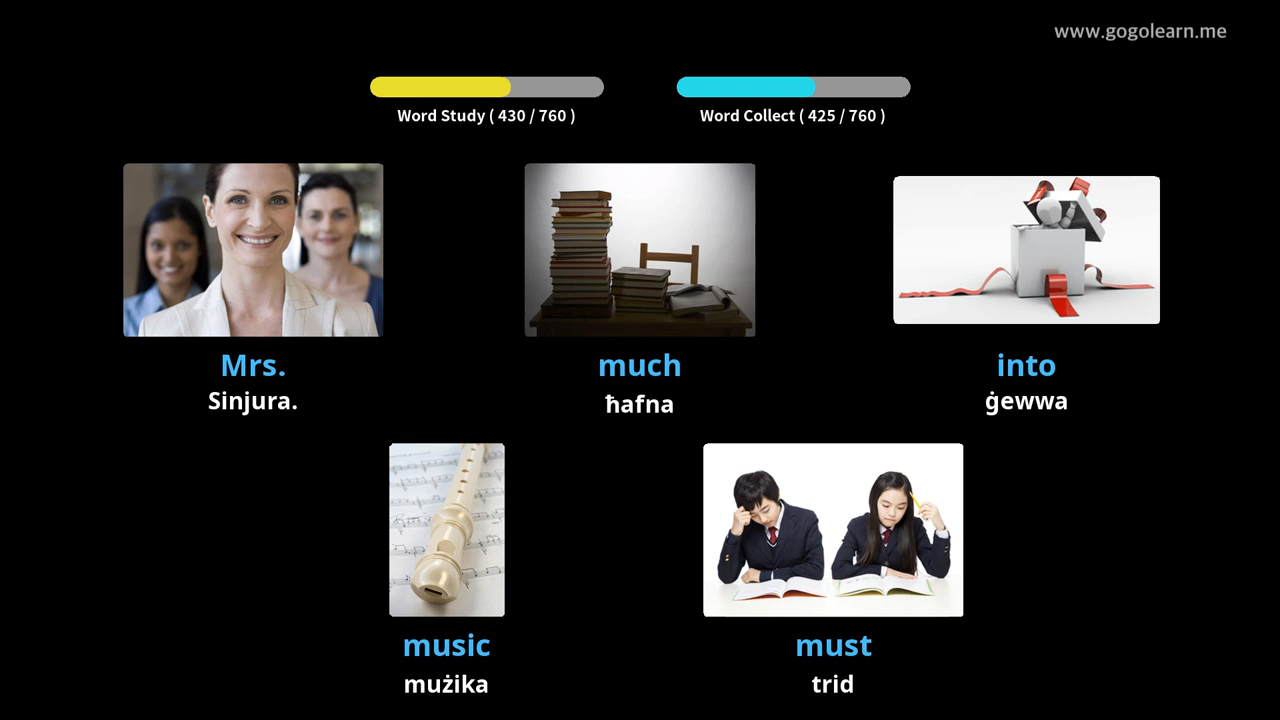 www.gogolearn.me
Word Study ( 430 / 760 )
Word Collect ( 425 / 760 )
Mrs.
Sinjura.
much
ħafna
into
ġewwa
music
mużika
must
trid